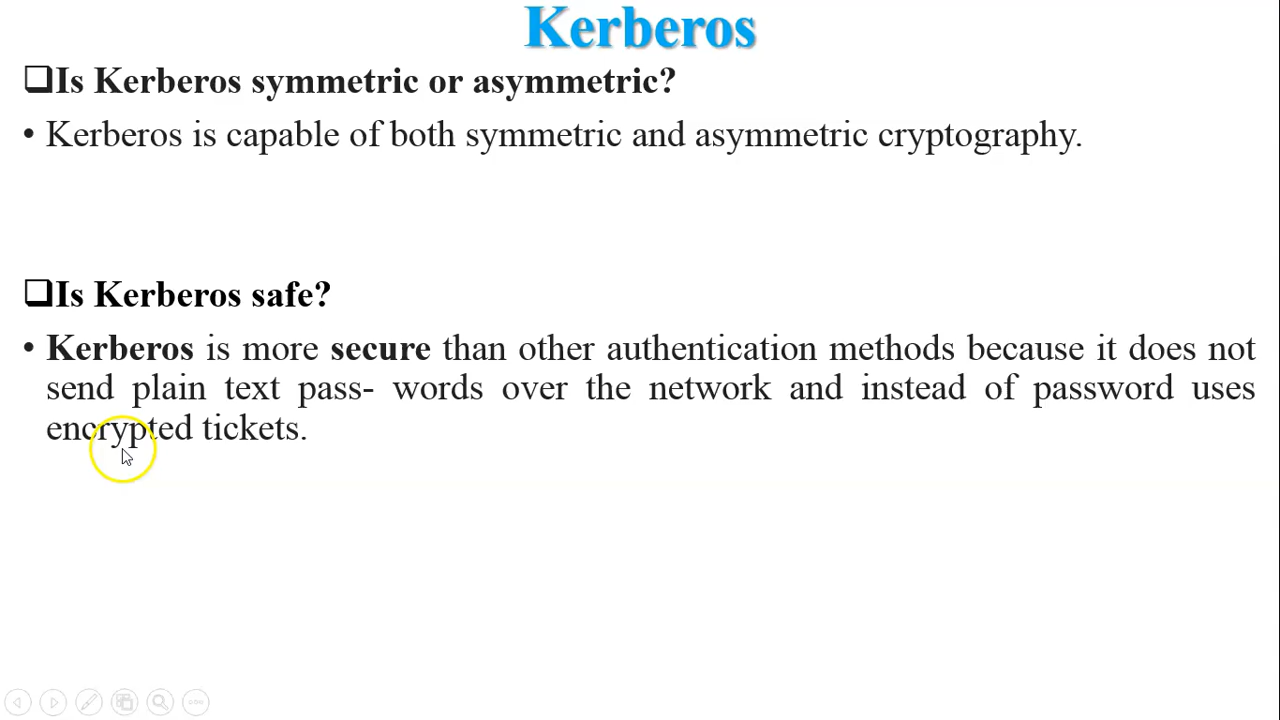 Kerberos
❑Is Kerberos symmetric or asymmetric?
• Kerberos is capable of both symmetric and asymmetric cryptography.
❑Is Kerberos safe?
• Kerberos is more secure than other authentication methods because it does not
send plain text pass- words over the network and instead of password uses
encrypted tickets.